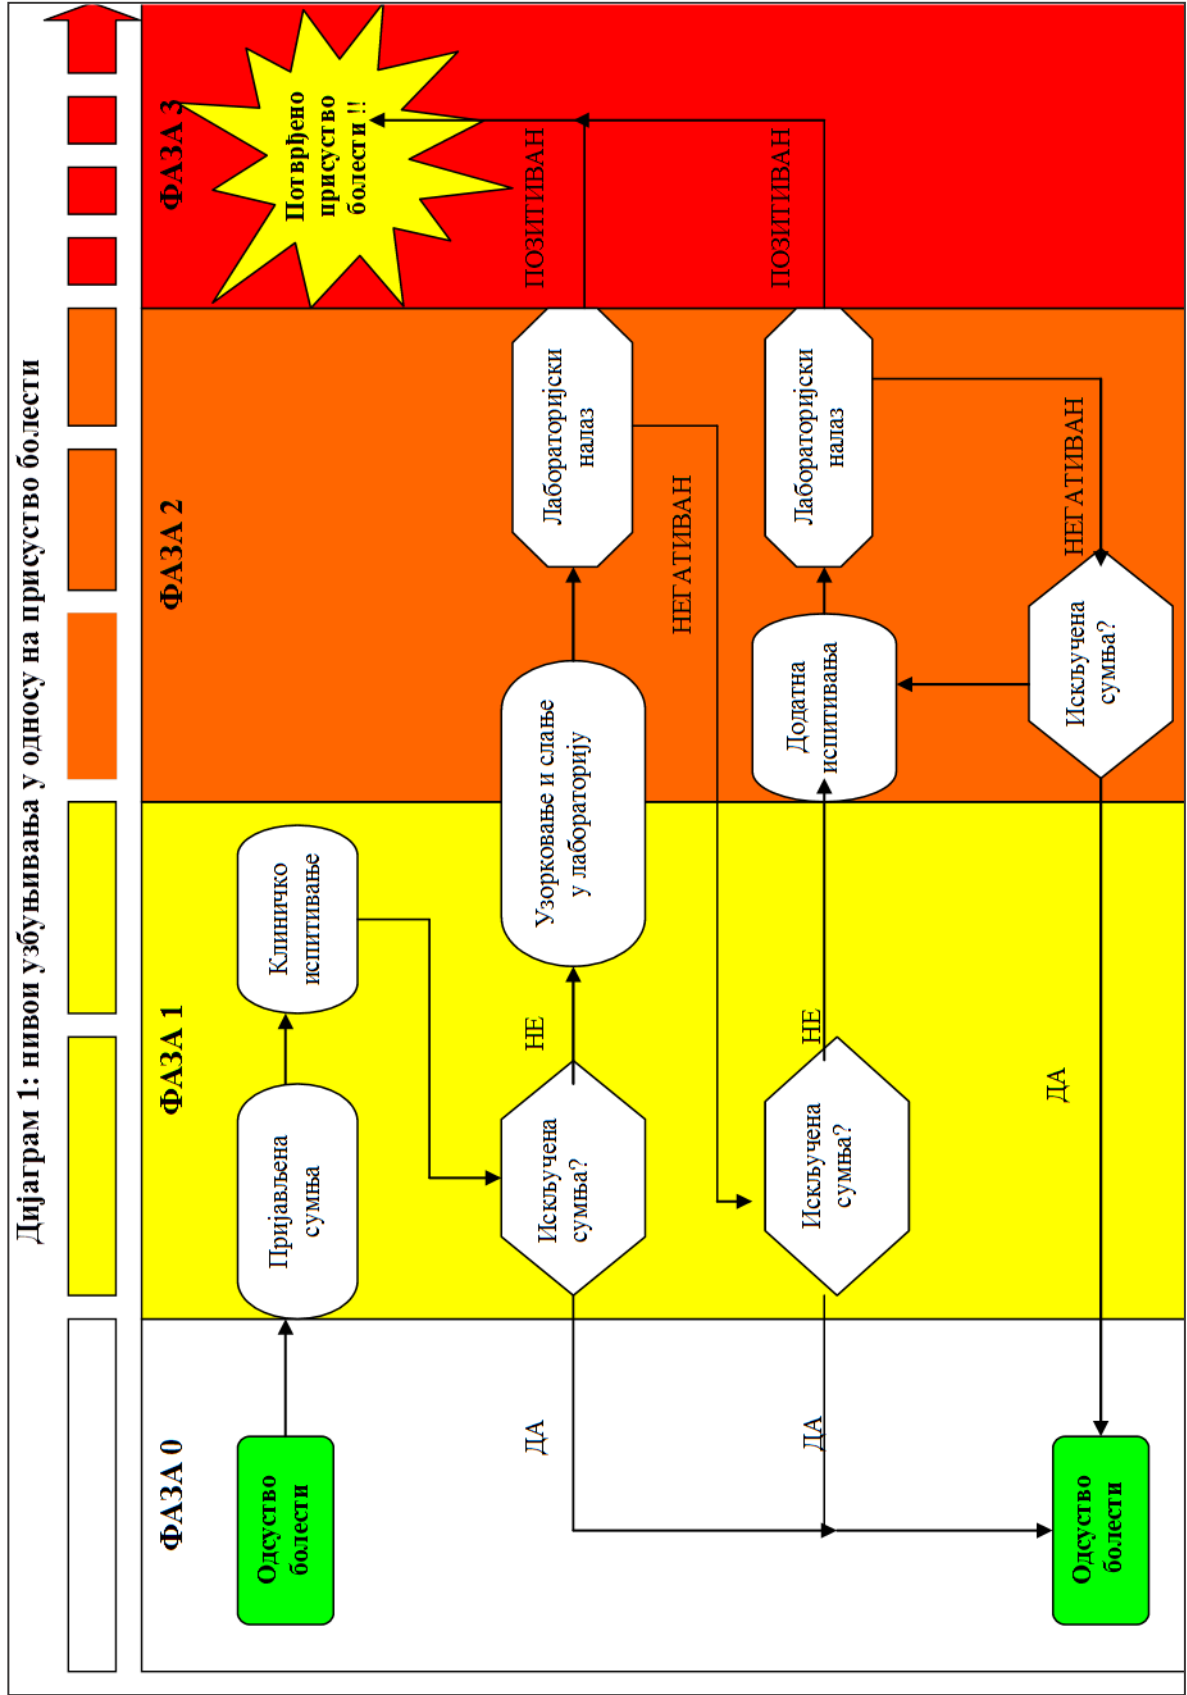 Дијаграм 1: нивои узбуњивања у односу на присуство болести
ФАЗА 0
ФАЗА 1
ФАЗА 2
ФАЗА 3
Одсуство
болести
Пријављена
сумња
Клиничко
испитивање
Потврђено
присуство
болести !!
ДА
Искључена
сумња?
НЕ
Узорковање и слање
у лабораторију
Лабораторијски
налаз
ПОЗИТИВАН
НЕГАТИВАН
ДА
Искључена
сумња?
НЕ
Додатна
испитивања
Лабораторијски
налаз
ПОЗИТИВАН
НЕГАТИВАН
Одсуство
болести
ДА
Искључена
сумња?